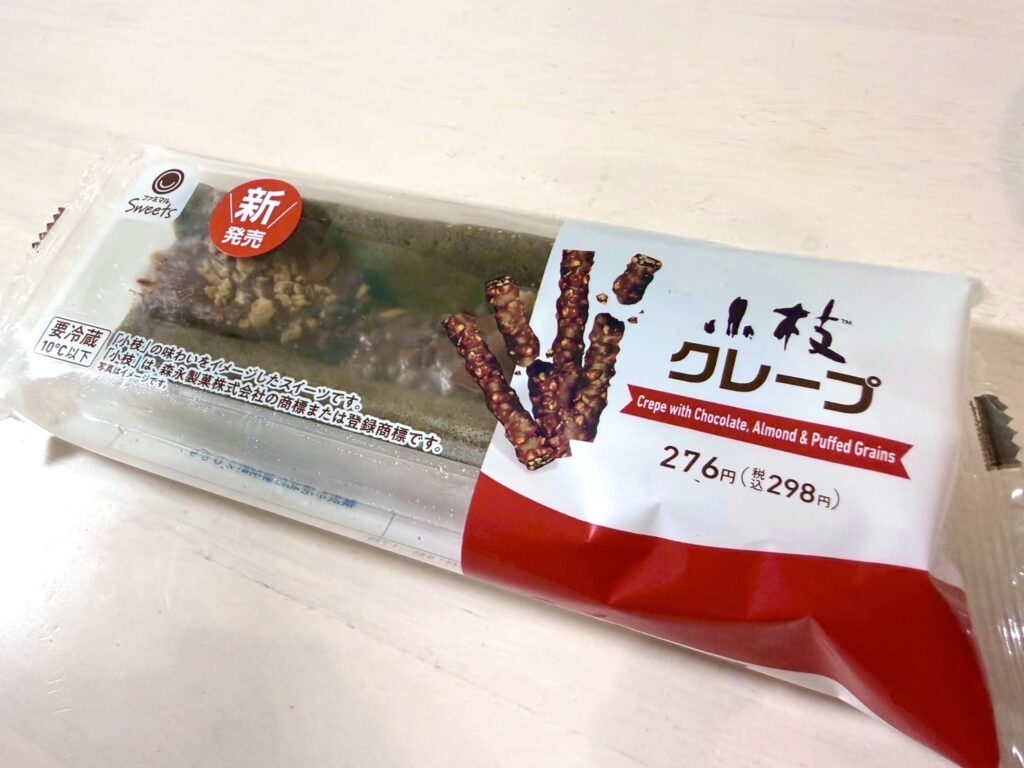 ファミマル
Sweets
新
発売
要冷蔵
10℃以下
「小枝」の味わいをイメージしたスイーツです。
「小枝」は、森永製菓株式会社の商標または登録商標です。
写真はイメージです。
小枝™
クレープ
Crepe with Chocolate, Almond & Puffed Grains
276円(税込298円)